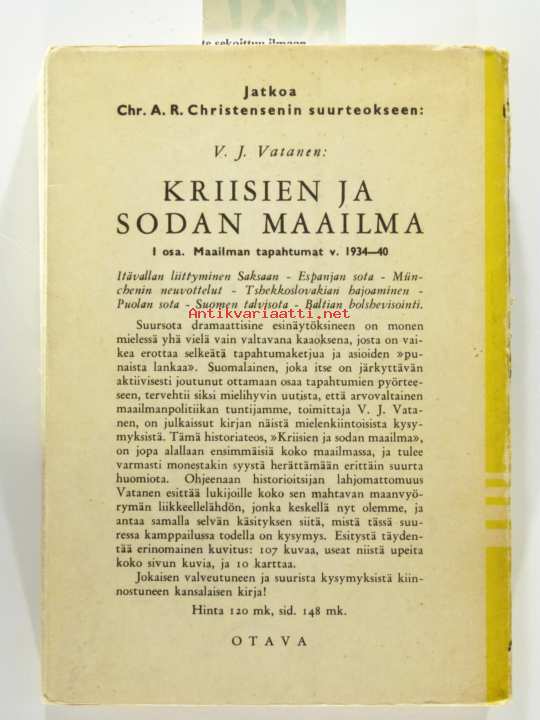 te sekoittuu ilmaan
Jatkoa
Chr. A. R. Christensenin suurteokseen:
V. J. Vatanen:
KRIISIEN JA
SODAN MAAILMA
I osa. Maailman tapahtumat v. 1934—40
Itävallan liittyminen Saksaan - Espanjan sota - Mün-
chenin neuvottelut - Tshekkoslovakian hajoaminen -
Puolan sota - Suomen talvisota - Baltian bolshevisointi.
Antikvariaatti.net
Suursota dramaattisine esinäytöksineen on monen
mielessä yhä vielä vain valtavana kaaoksena, josta on vai-
kea erottaa selkeätä tapahtumaketjua ja asioiden »pu-
naista lankaa». Suomalainen, joka itse on järkyttävän
aktiivisesti joutunut ottamaan osaa tapahtumien pyörtee-
seen, tervehtii siksi mielihyvin uutista, että arvovaltainen
maailmanpolitiikan tuntijamme, toimittaja V. J. Vata-
nen, on julkaissut kirjan näistä mielenkiintoisista kysy-
myksistä. Tämä historiateos, »Kriisien ja sodan maailma»,
on jopa alallaan ensimmäisiä koko maailmassa, ja tulee
varmasti monestakin syystä herättämään erittäin suurta
huomiota. Ohjeenaan historioitsijan lahjomattomuus
Vatanen esittää lukijoille koko sen mahtavan maanvyö-
rymän liikkeellelähdön, jonka keskellä nyt olemme, ja
antaa samalla selvän käsityksen siitä, mistä tässä suu-
ressa kamppailussa todella on kysymys. Esitystä täyden-
tää erinomainen kuvitus: 107 kuvaa, useat niistä upeita
koko sivun kuvia, ja 10 karttaa.
Jokaisen valveutuneen ja suurista kysymyksistä kiin-
nostuneen kansalaisen kirja!
Hinta 120 mk, sid. 148 mk.
OTAVA